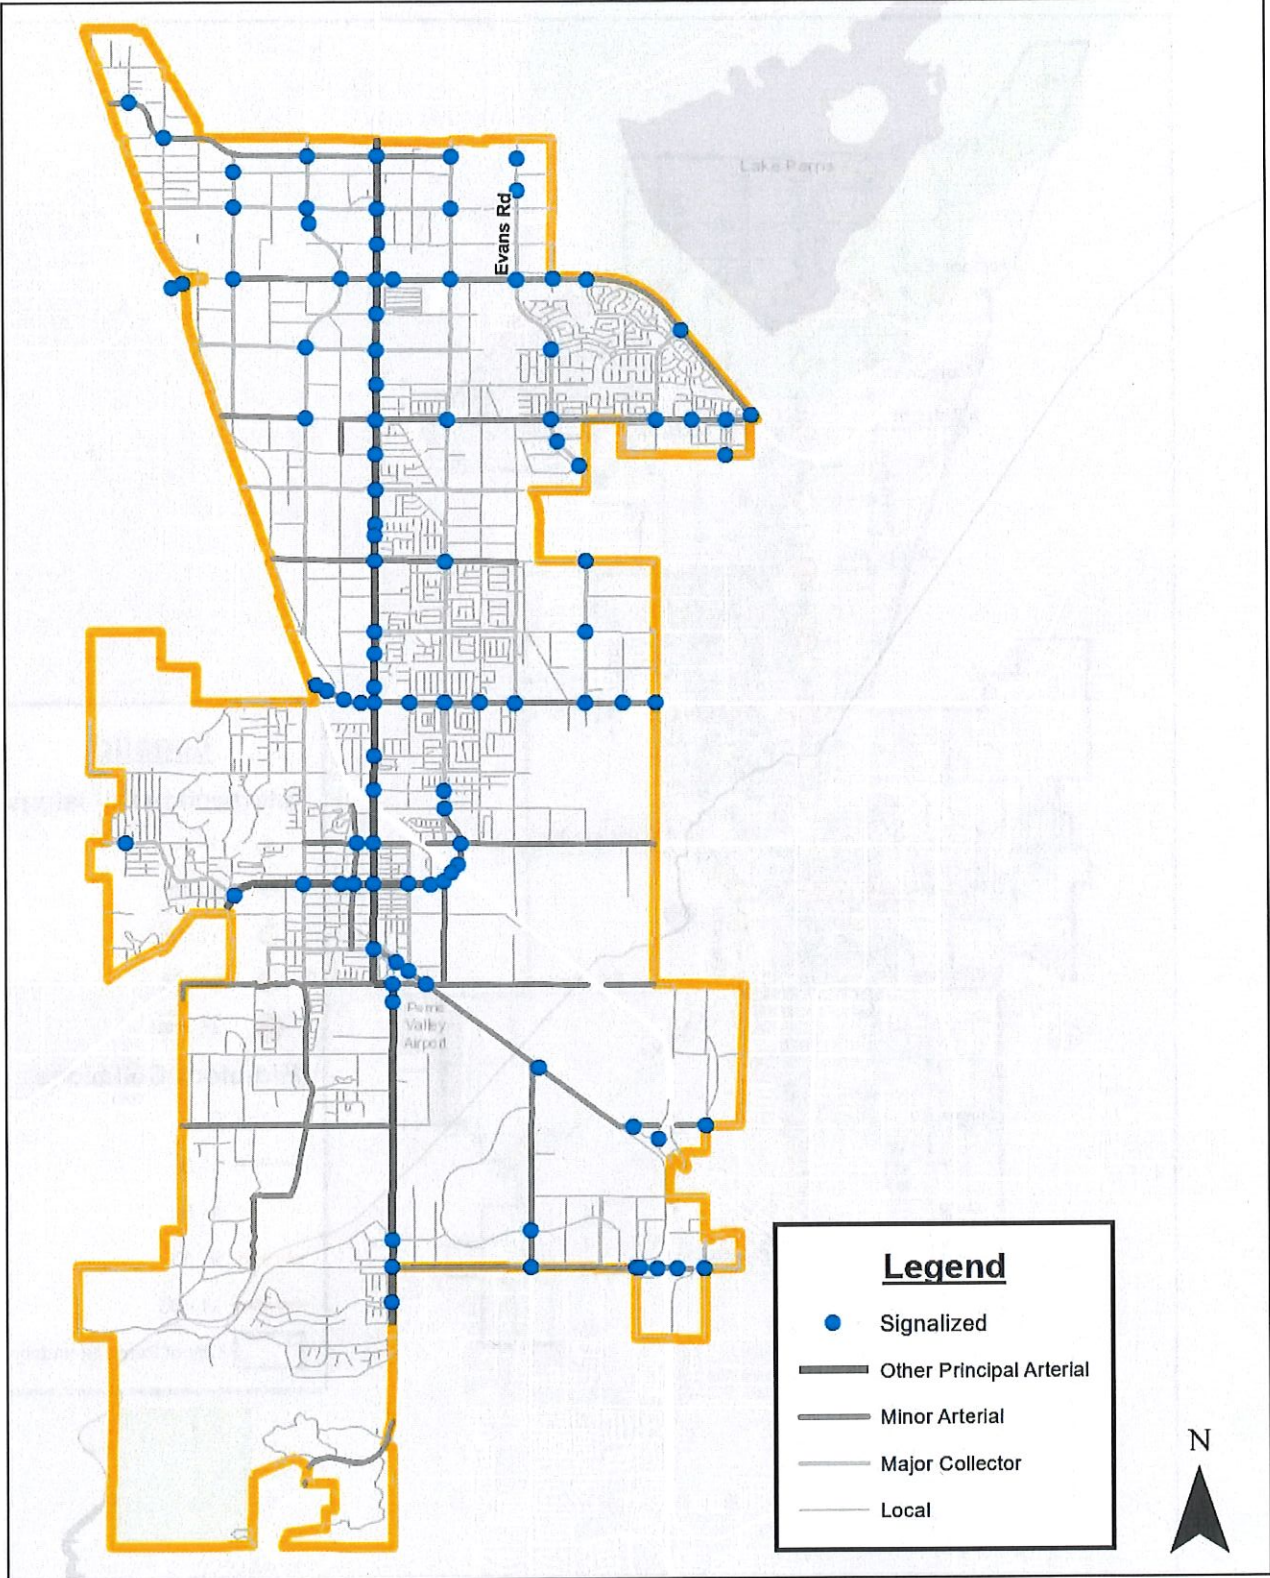 Lake Perris
Evans Rd
Perris
Valley
Airport
Legend
Signalized
Other Principal Arterial
Minor Arterial
Major Collector
Local
N